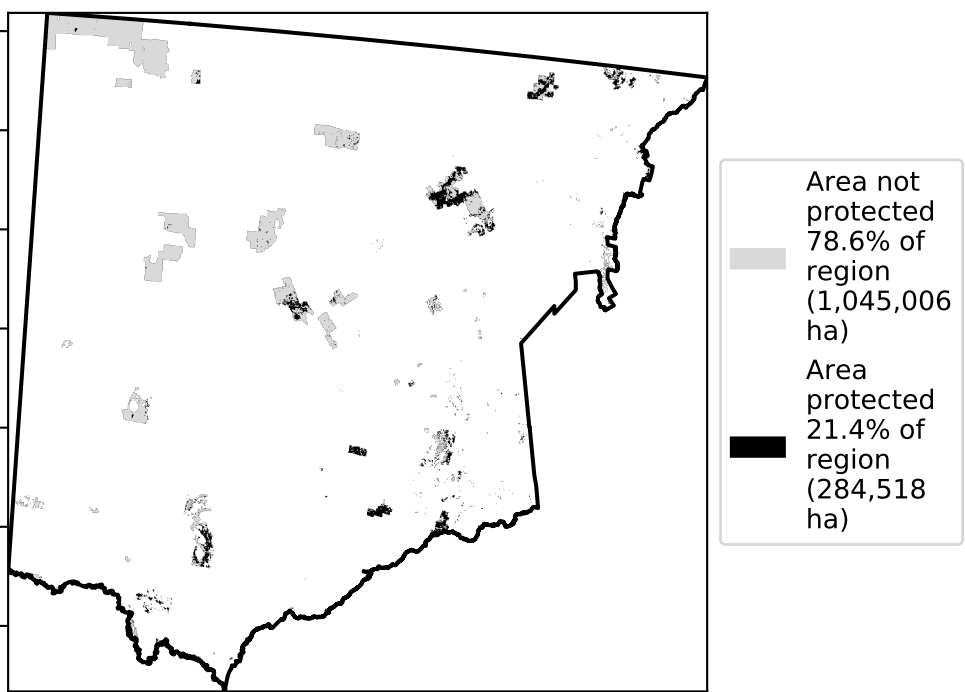 Area not
protected
78.6% of
region
(1,045,006
ha)
Area
protected
21.4% of
region
(284,518
ha)